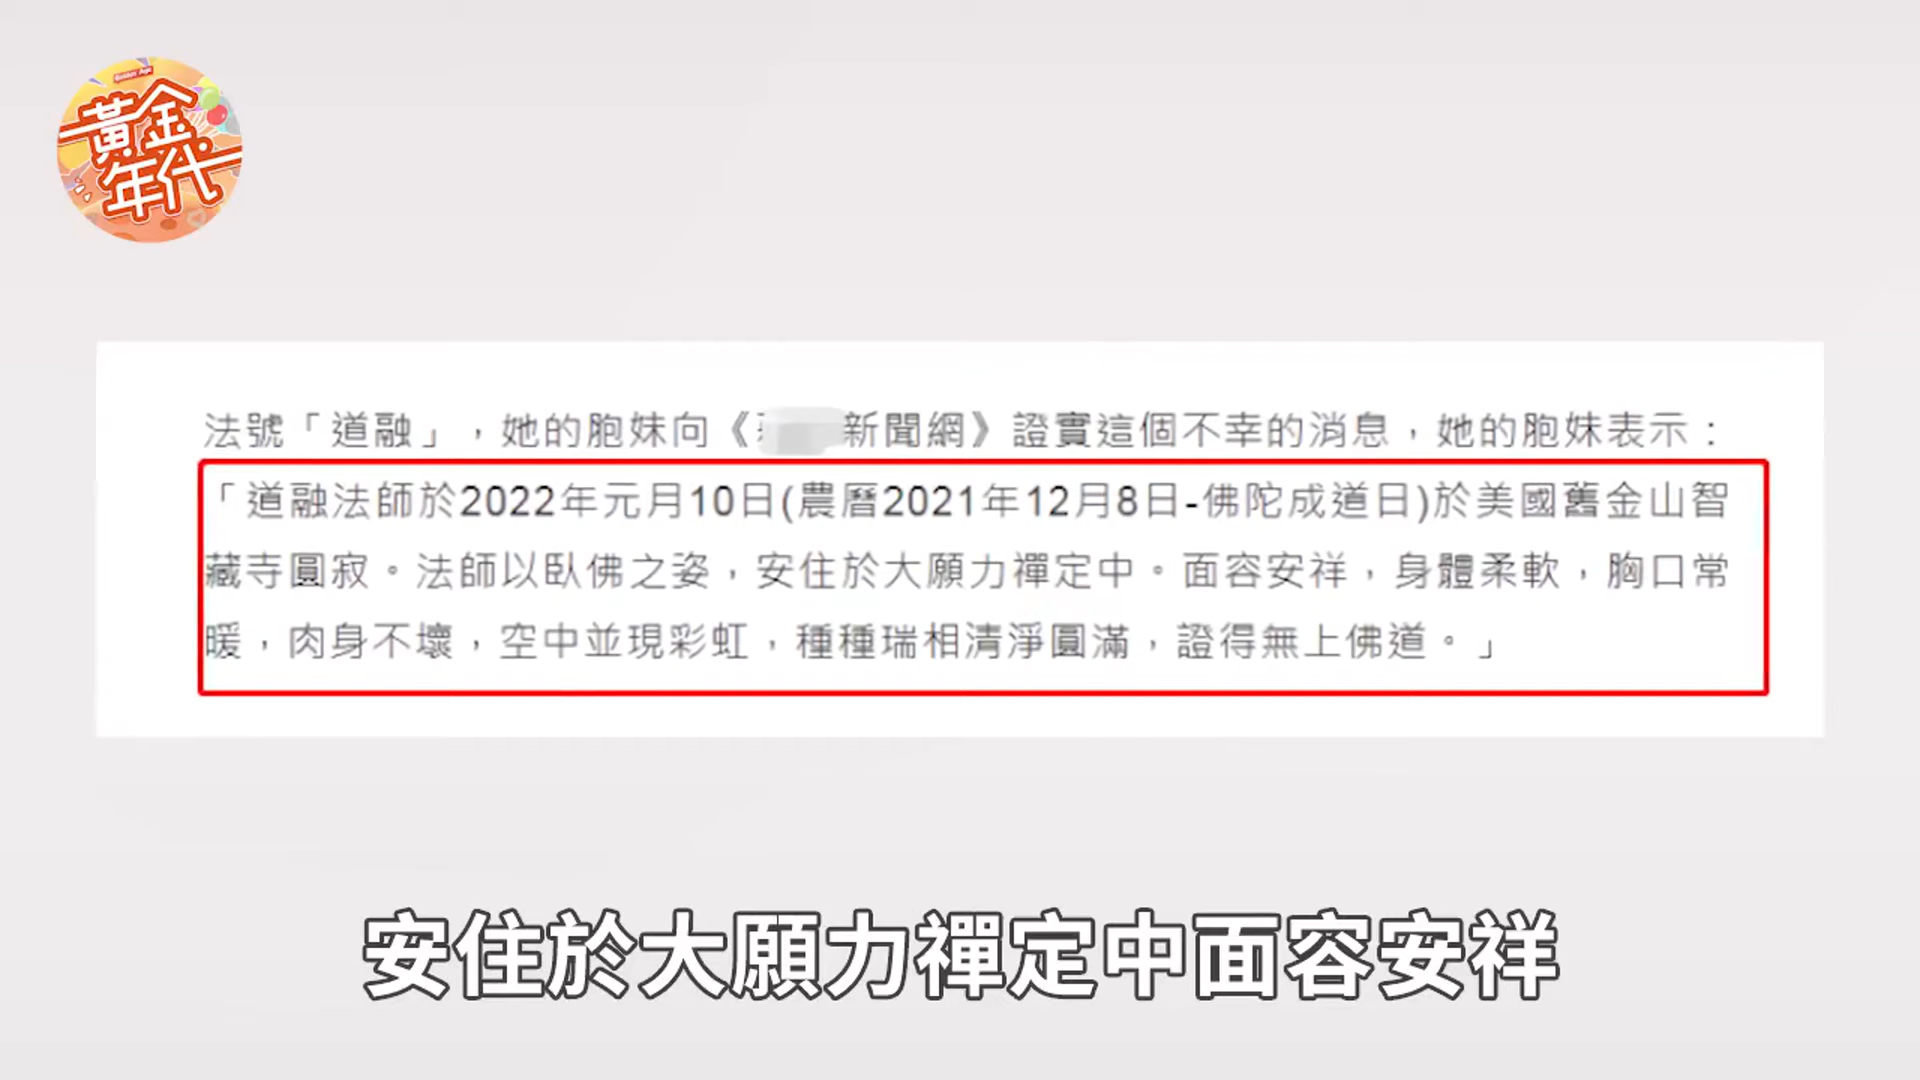 Golden Age
黃金
年代
法號「道融」，她的胞妹向《新聞網》證實這個不幸的消息，她的胞妹表示：
「道融法師於2022年元月10日(農曆2021年12月8日-佛陀成道日)於美國舊金山智
藏寺圓寂。法師以臥佛之姿，安住於大願力禪定中。面容安祥，身體柔軟，胸口常
暖，肉身不壞，空中並現彩虹，種種瑞相清淨圓滿，證得無上佛道。」
安住於大願力禪定中面容安祥